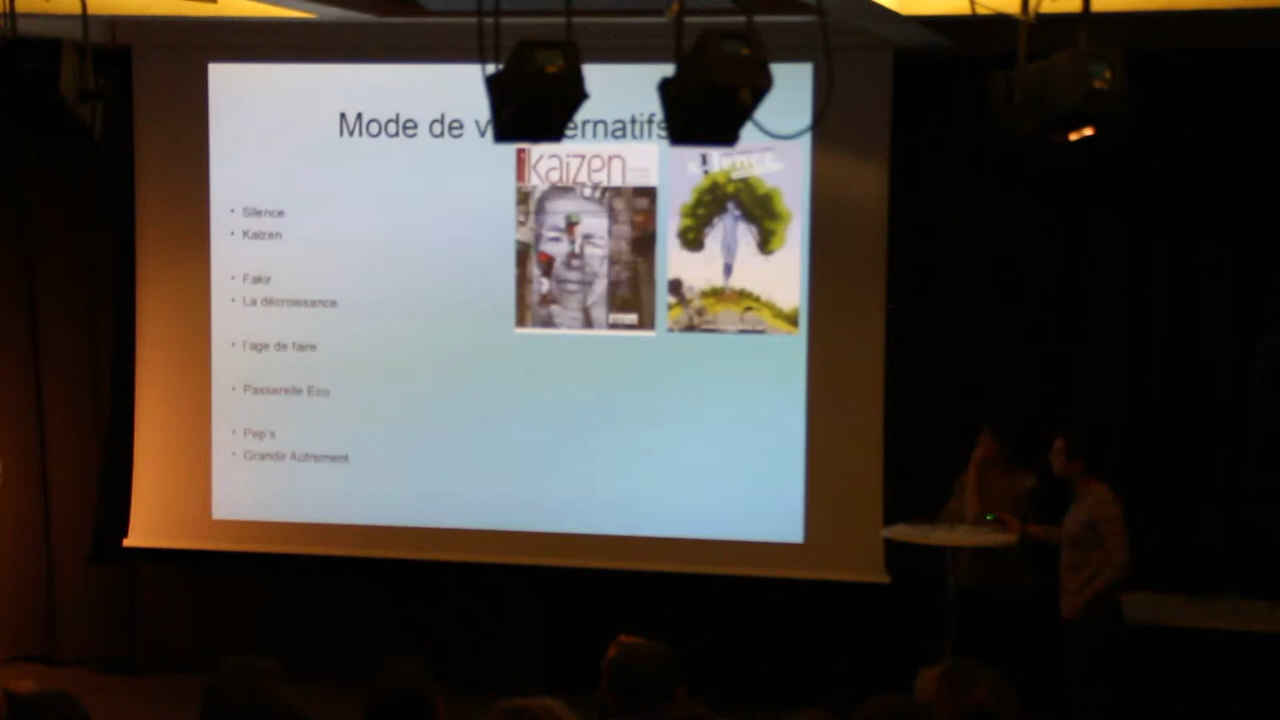 Mode de v ernatifs
kaizen
• Silence
• Kaizen
• Fakir
• La décroissance
• l'age de faire
• Passerelle Eco
• Pep's
• Grandir Autrement